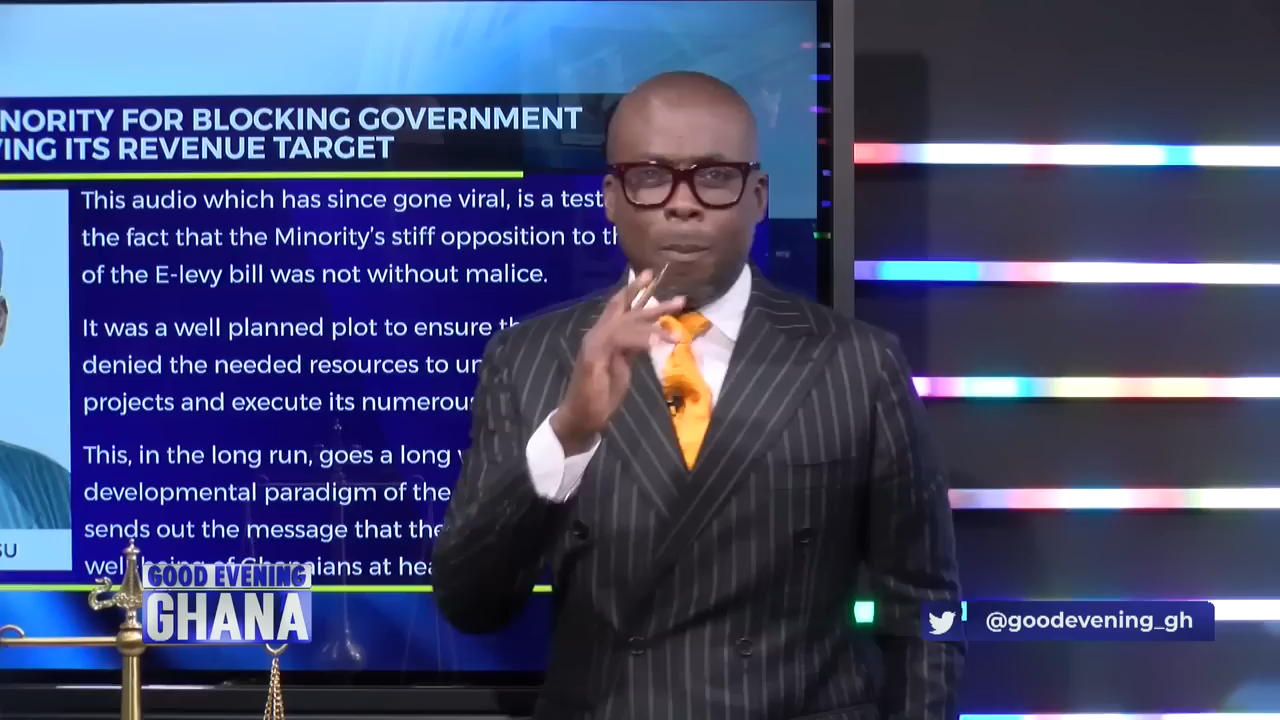 NORITY FOR BLOCKING GOVERNMENT
ING ITS REVENUE TARGET
This audio which has since gone viral, is a test
the fact that the Minority's stiff opposition to th
of the E-levy bill was not without malice.
It was a well planned plot to ensure th
denied the needed resources to un
projects and execute its numerous
This, in the long run, goes a long
developmental paradigm of the
sends out the message that the
SU
GOOD EVENING
GHANA
@goodevening_gh